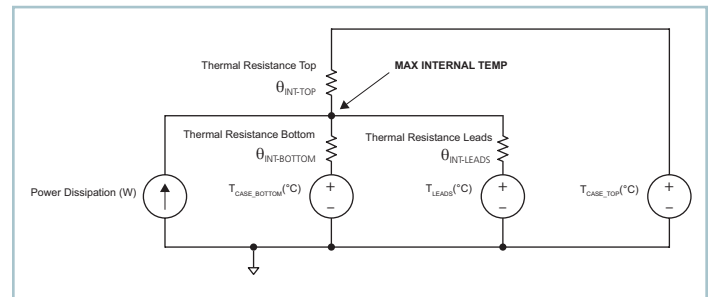 Thermal Resistance Top
θINT-TOP
MAX INTERNAL TEMP
Thermal Resistance Bottom
θINT-BOTTOM
Thermal Resistance Leads
θINT-LEADS
Power Dissipation (W)
TCASE_BOTTOM(°C)
+
–
TLEADS(°C)
+
–
TCASE_TOP(°C)
+
–